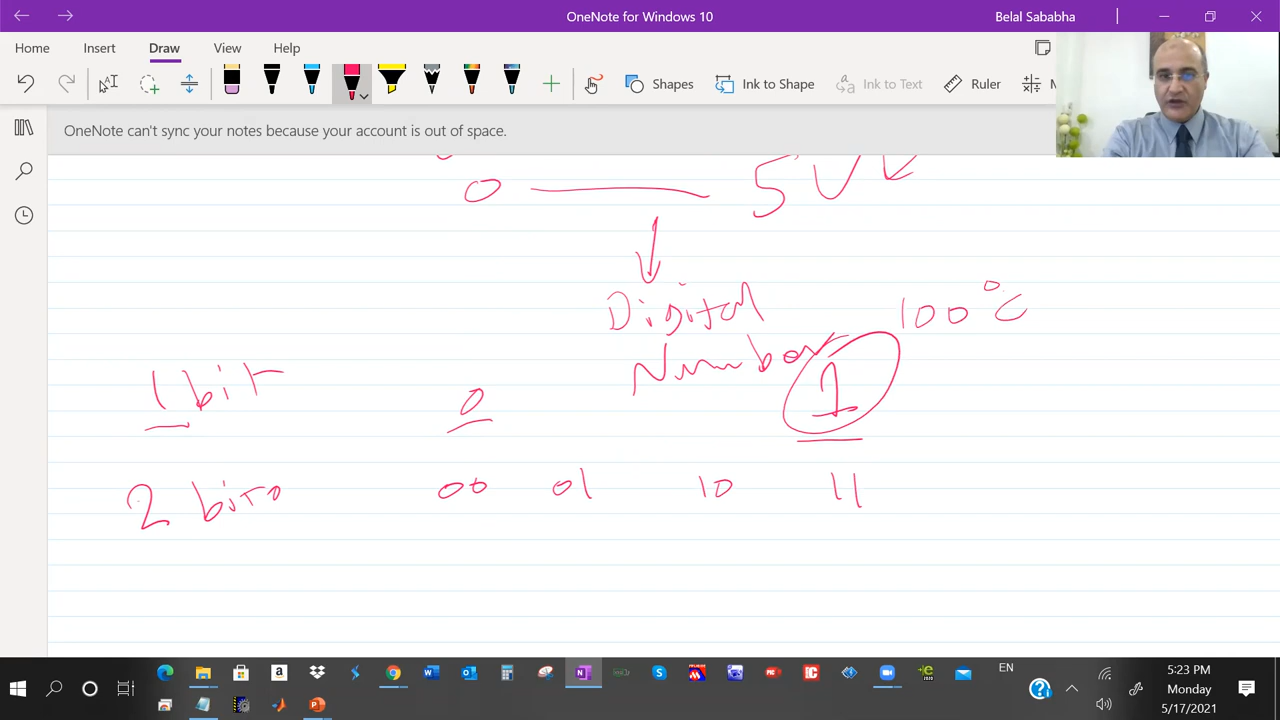 OneNote for Windows 10
Belal Sababha
Home Insert Draw View Help
Shapes Ink to Shape Ink to Text Ruler M
OneNote can't sync your notes because your account is out of space.
0 5V
Digital
Number
100°C
1 bit 0 1
2 bits 00 01 10 11
EN
5:23 PM
Monday
5/17/2021